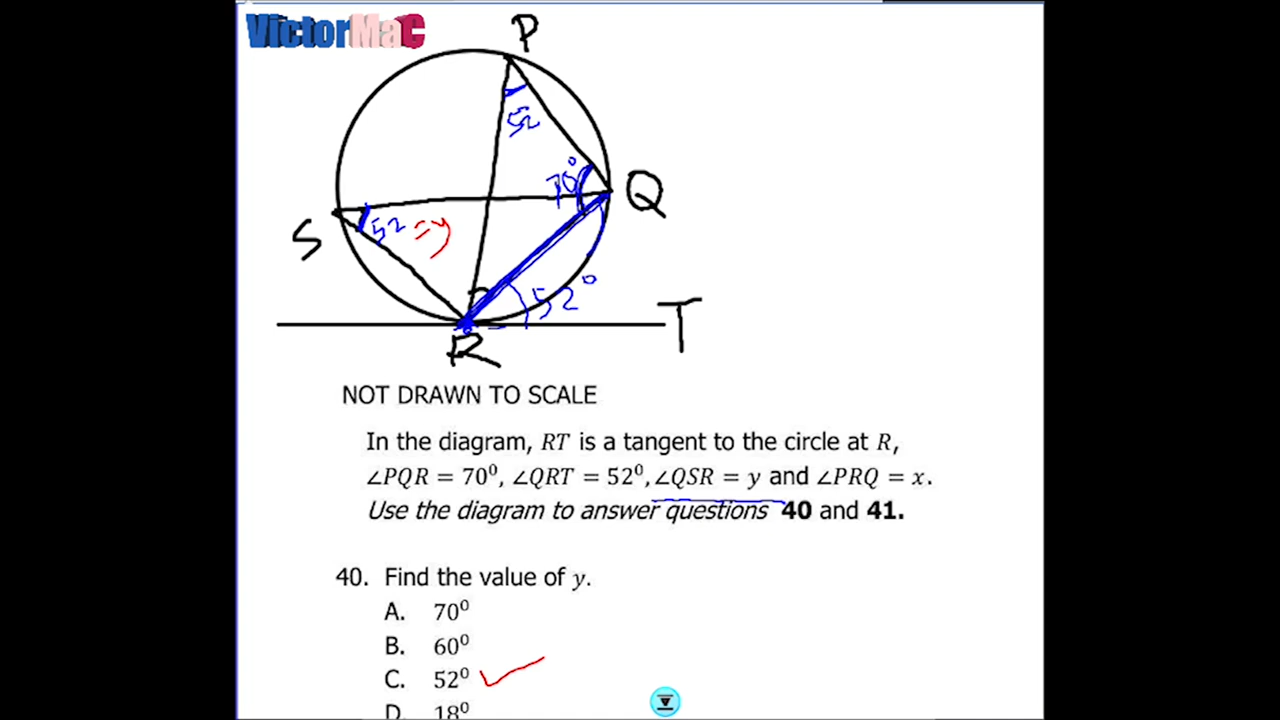 VictorMaC
P
52
70⁰
Q
S
52 = y
52⁰
T
R
NOT DRAWN TO SCALE
In the diagram, RT is a tangent to the circle at R,
∠PQR = 70⁰, ∠QRT = 52⁰, ∠QSR = y and ∠PRQ = x.
Use the diagram to answer questions 40 and 41.
40. Find the value of y.
A. 70⁰
B. 60⁰
C. 52⁰
D. 18⁰